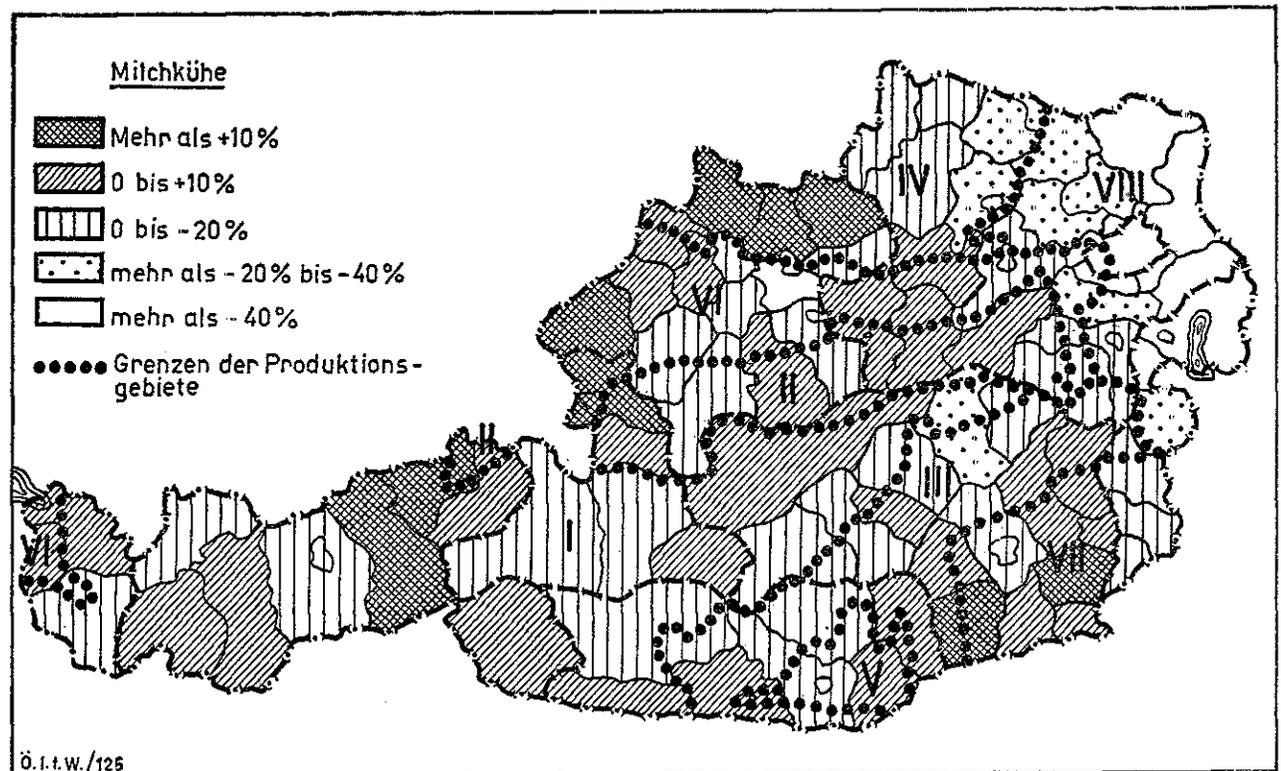 Milchkühe
Mehr als +10%
0 bis +10%
0 bis -20%
mehr als -20% bis -40%
mehr als -40%
Grenzen der Produktions-
gebiete
IV
VIII
VI
II
II
III
I
VI
VII
V
Ö.I.f.W./126